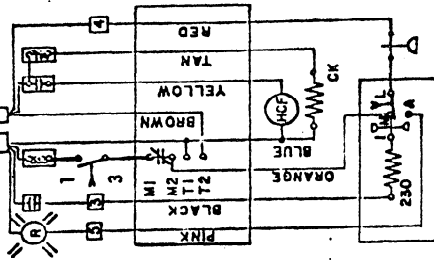 4
RED
TAN
YELLOW
HCF
CK
BROWN
BLUE
ORANGE
1
3
M1
M2
T1
T2
L
A
230
3
BLACK
R
5
PINK